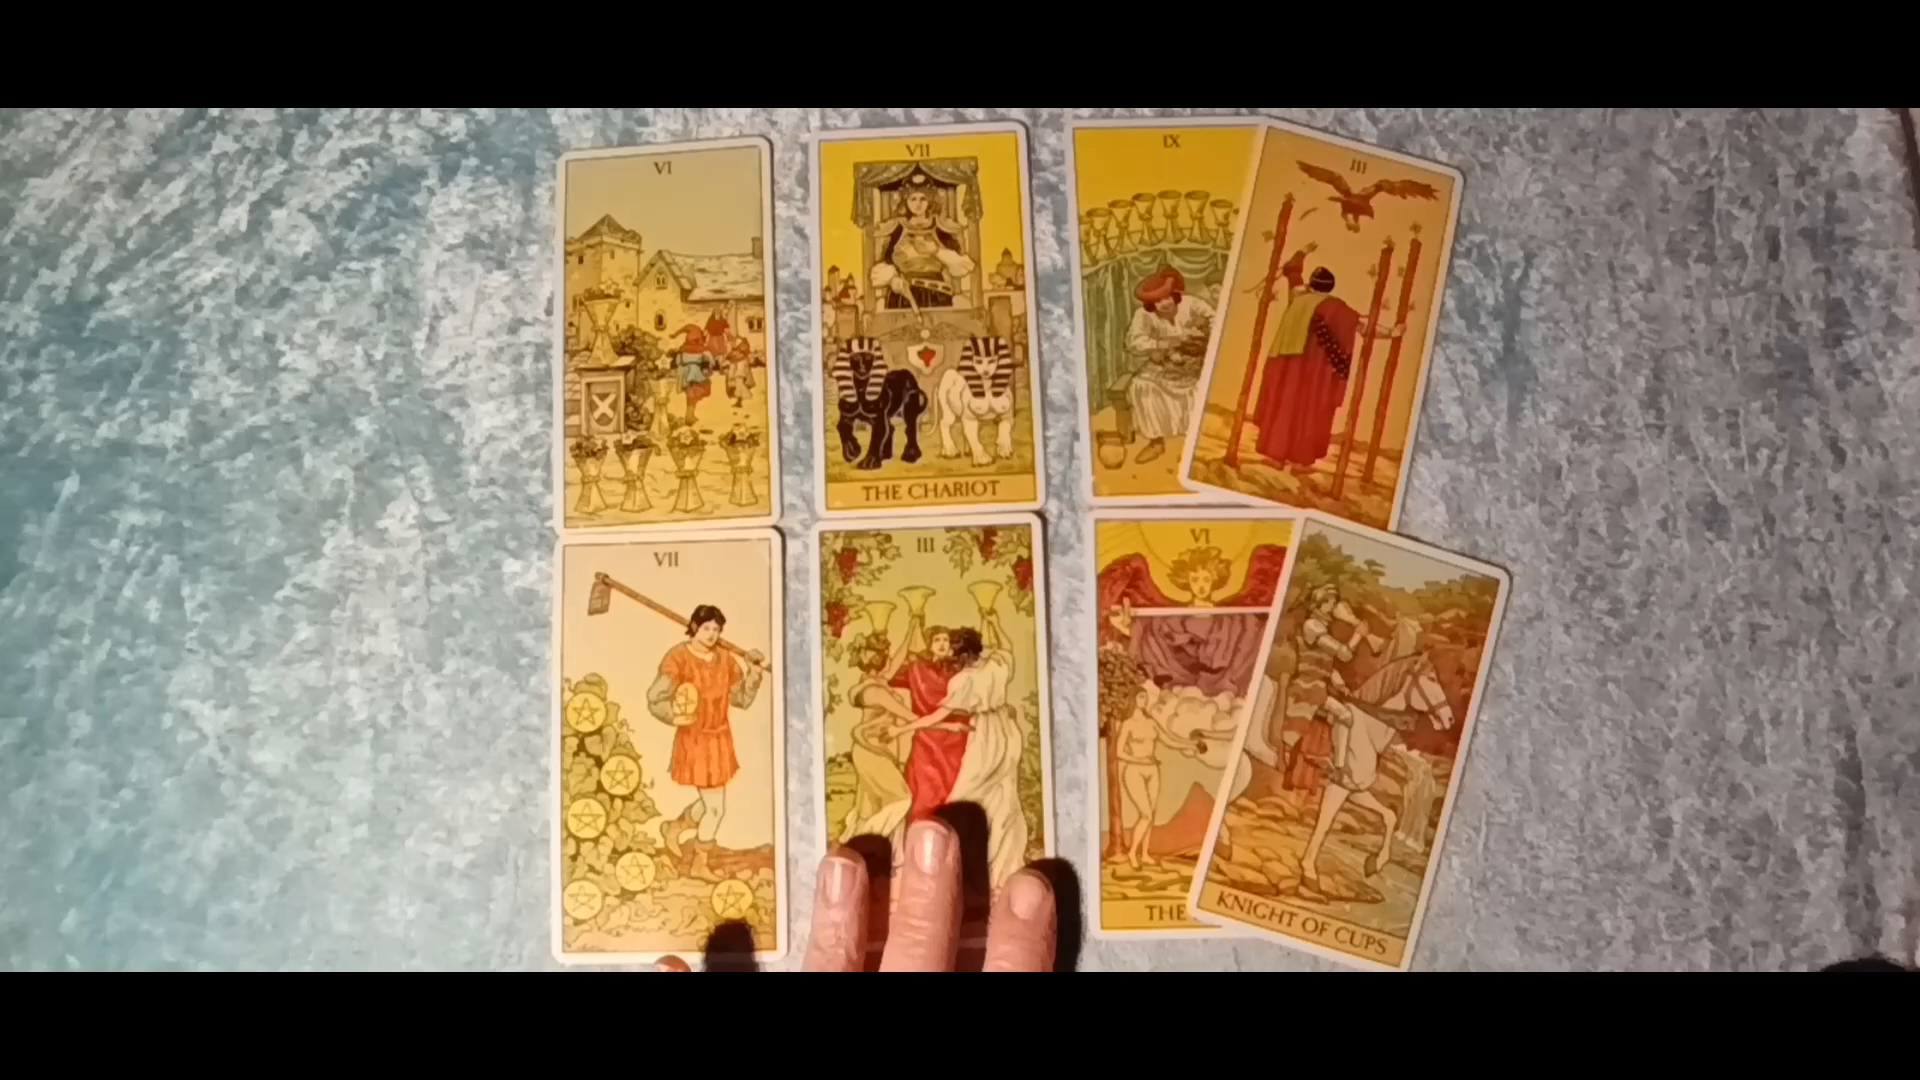 VI
VII
THE CHARIOT
IX
III
VII
III
VI
THE
KNIGHT OF CUPS